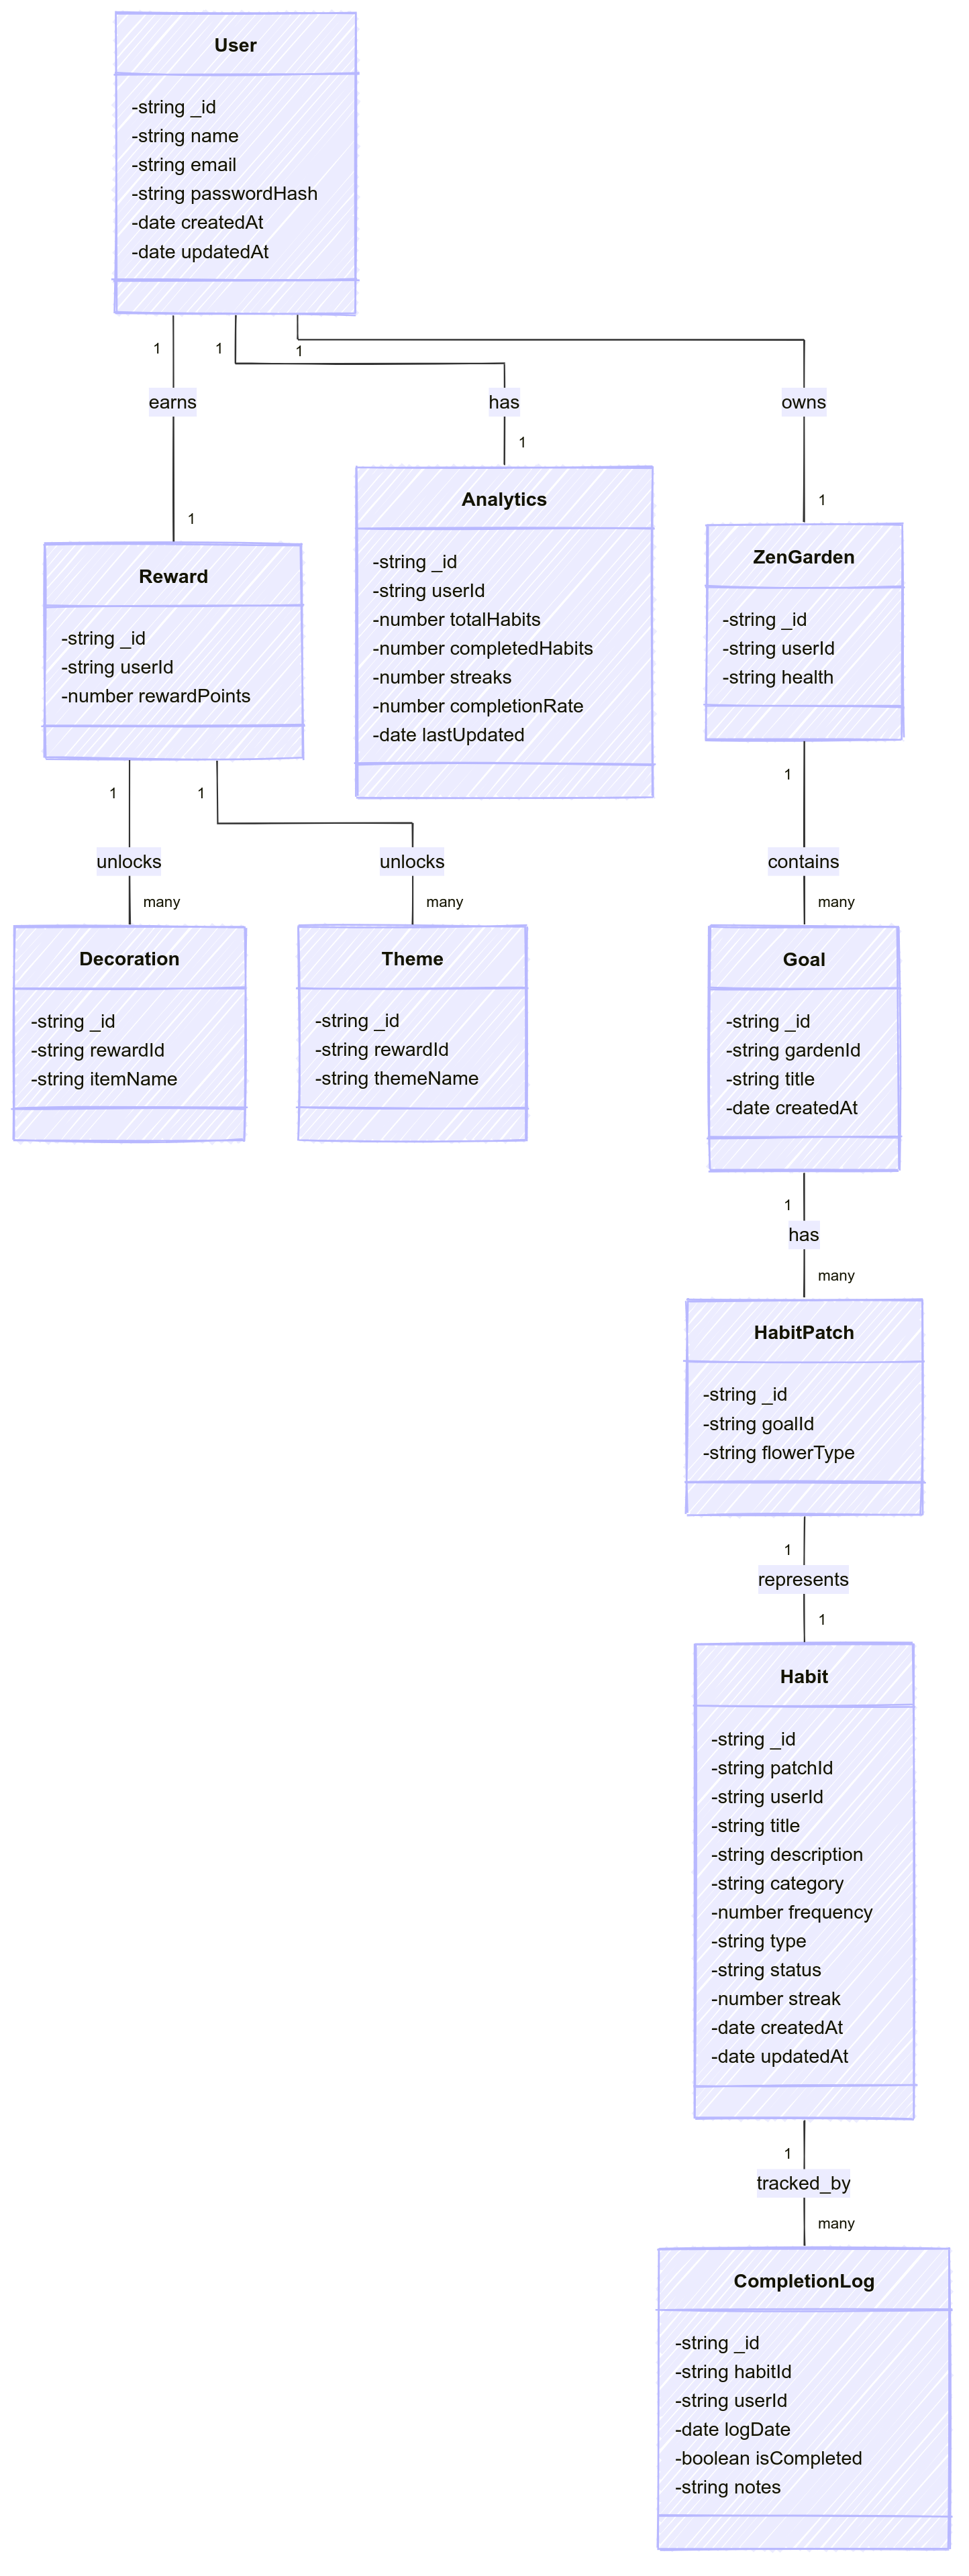 User
-string _id
-string name
-string email
-string passwordHash
-date createdAt
-date updatedAt
1
1
1
earns
has
owns
1
1
1
Analytics
-string _id
-string userId
-number totalHabits
-number completedHabits
-number streaks
-number completionRate
-date lastUpdated
ZenGarden
-string _id
-string userId
-string health
Reward
-string _id
-string userId
-number rewardPoints
1
1
1
unlocks
unlocks
contains
many
many
many
Decoration
-string _id
-string rewardId
-string itemName
Theme
-string _id
-string rewardId
-string themeName
Goal
-string _id
-string gardenId
-string title
-date createdAt
1
has
many
HabitPatch
-string _id
-string goalId
-string flowerType
1
represents
1
Habit
-string _id
-string patchId
-string userId
-string title
-string description
-string category
-number frequency
-string type
-string status
-number streak
-date createdAt
-date updatedAt
1
tracked_by
many
CompletionLog
-string _id
-string habitId
-string userId
-date logDate
-boolean isCompleted
-string notes